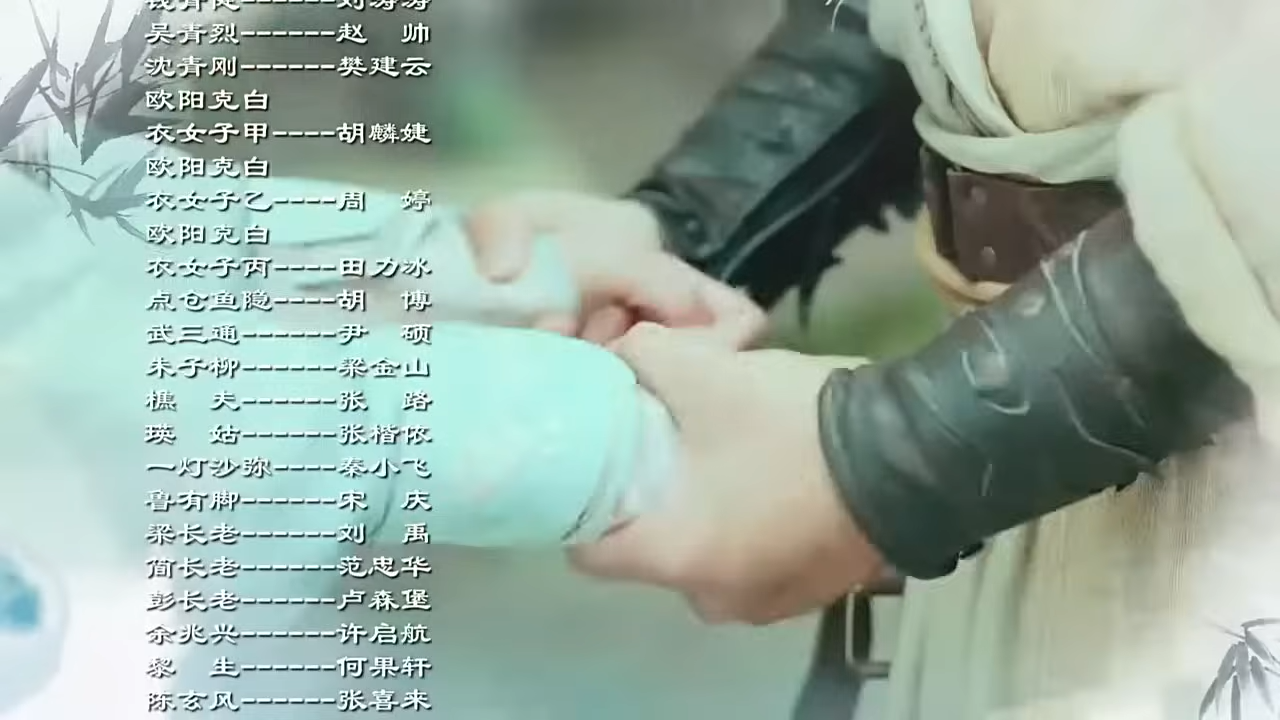 吴青烈------赵　帅
沈青刚------樊建云
欧阳克白
衣女子甲----胡麟婕
欧阳克白
衣女子乙----周　婷
欧阳克白
衣女子丙----田力冰
点仓鱼隐----胡　博
武三通------尹　硕
朱子柳------梁金山
樵　夫------张　路
瑛　姑------张楷依
一灯沙弥----秦小飞
鲁有脚------宋　庆
梁长老------刘　禹
简长老------范忠华
彭长老------卢森堡
余兆兴------许启航
黎　生------何果轩
陈玄风------张喜来